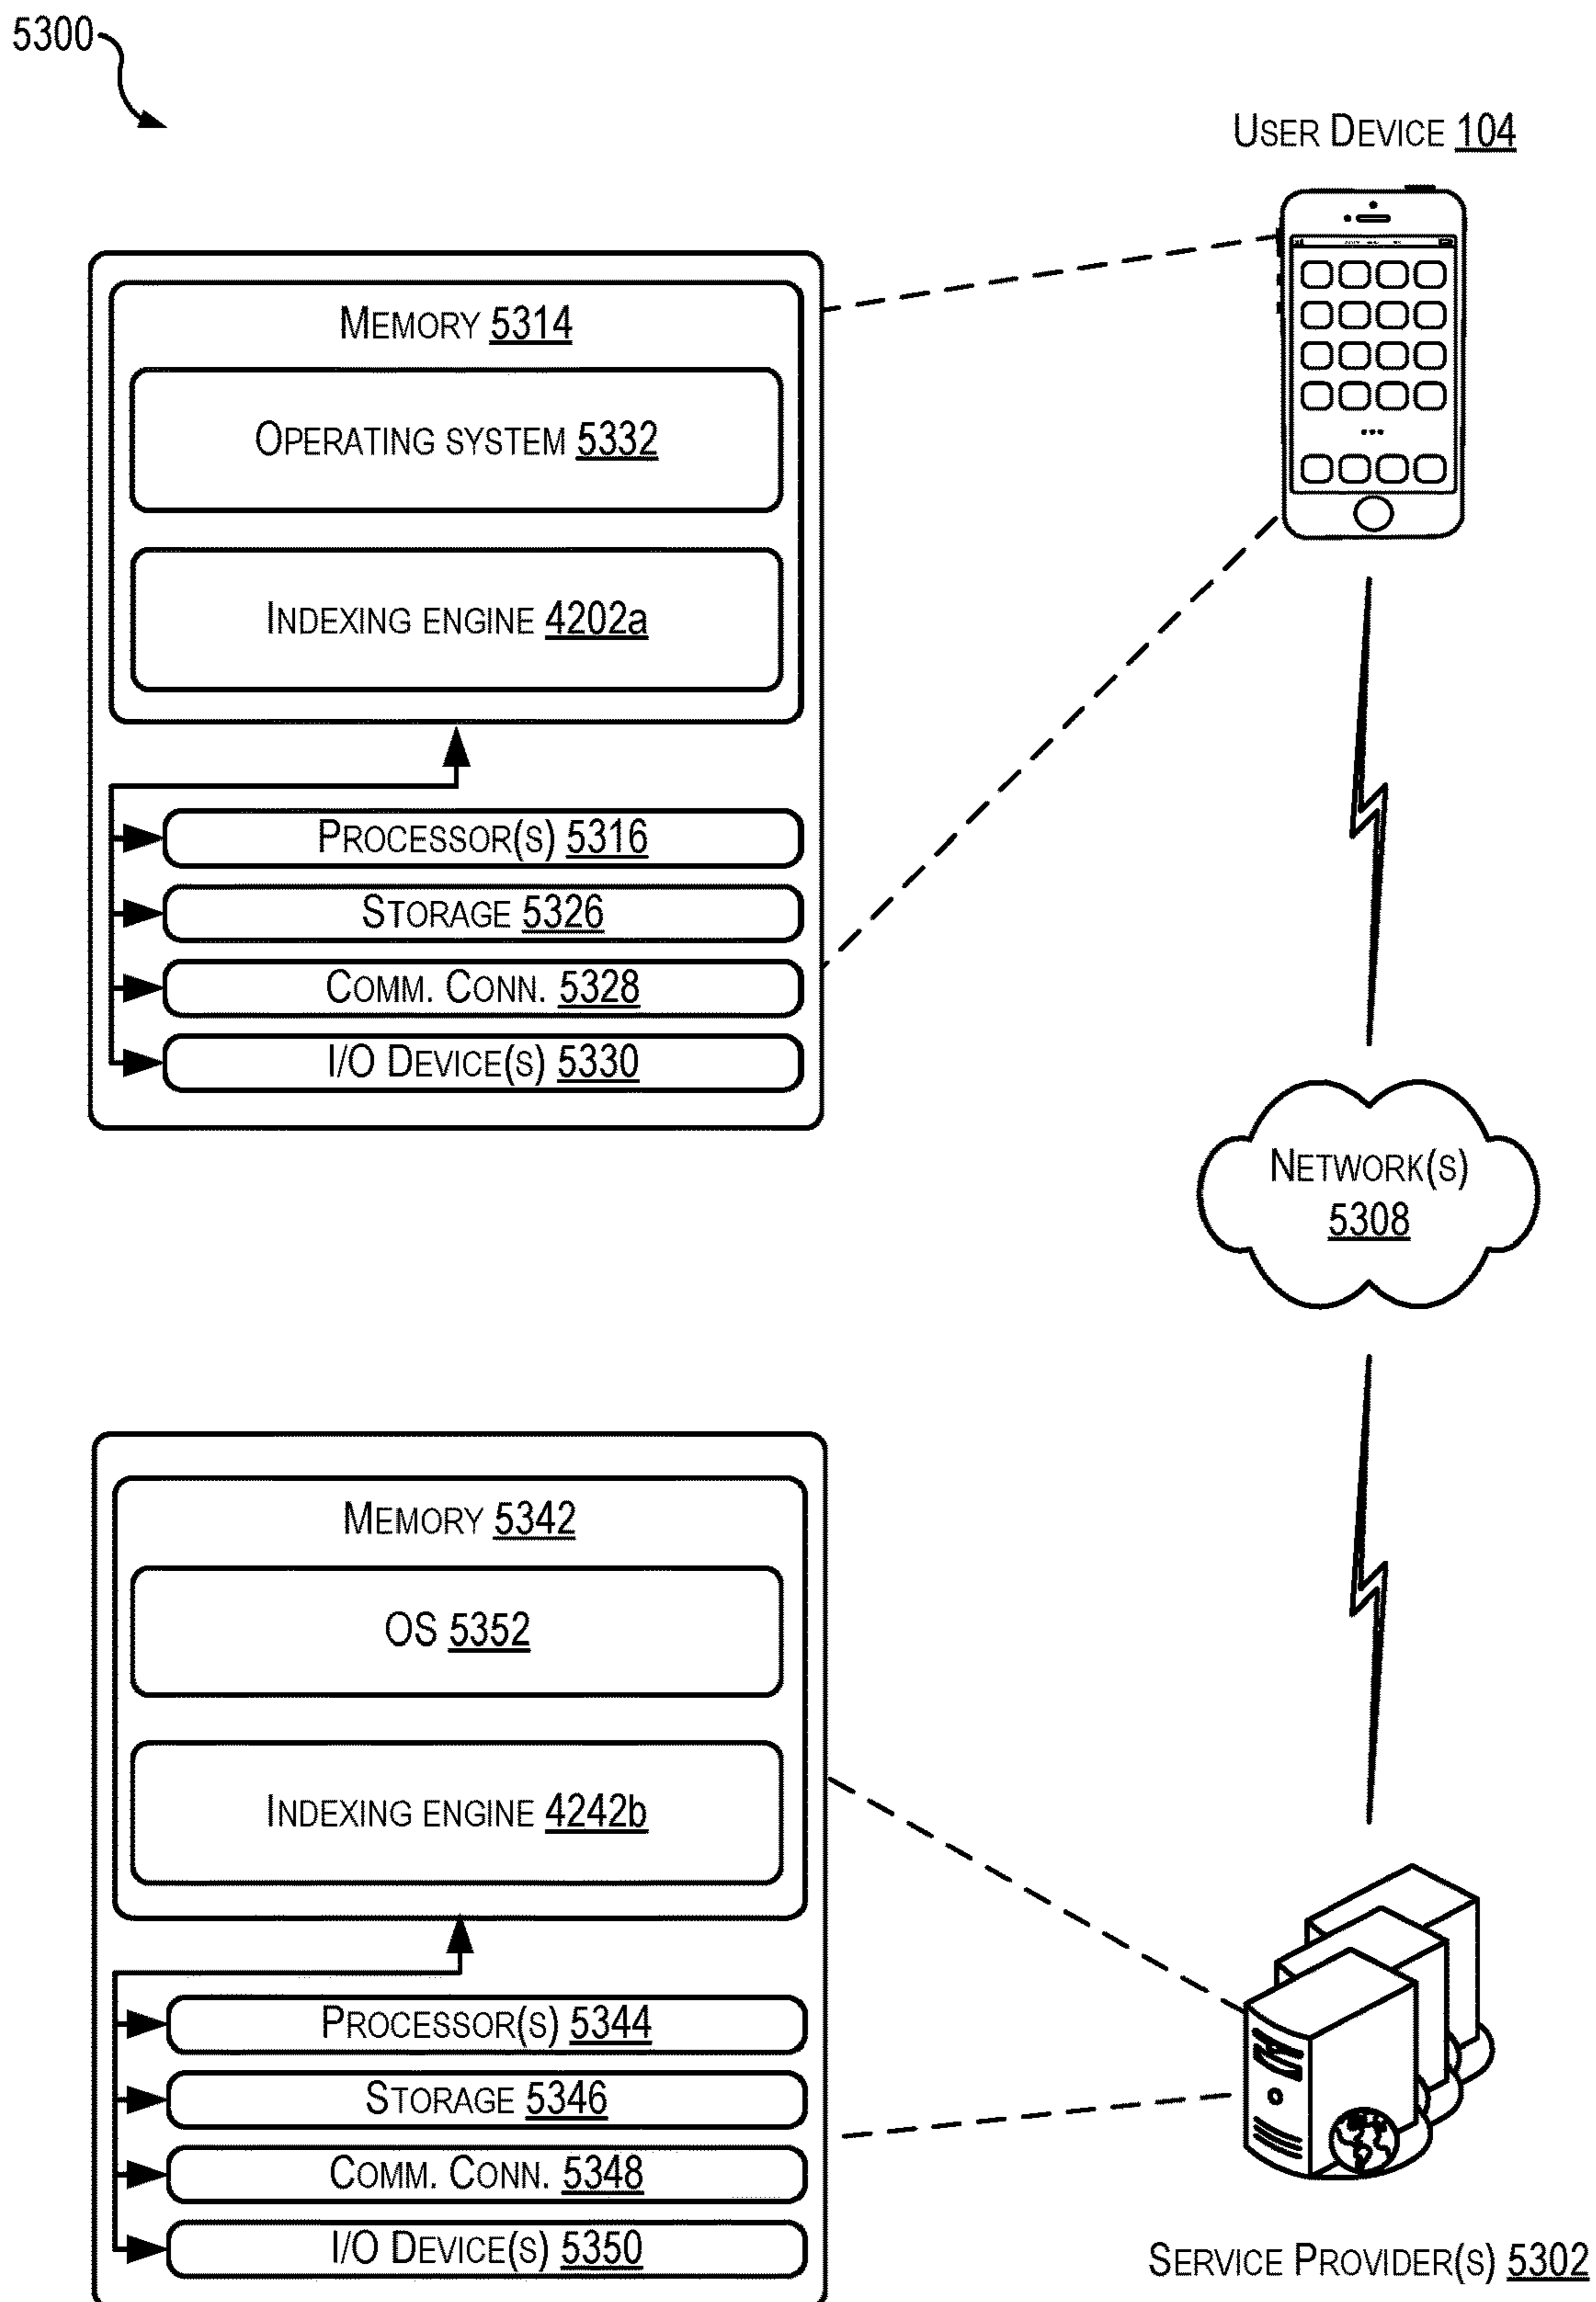 5300
USER DEVICE 104
MEMORY 5314
OPERATING SYSTEM 5332
INDEXING ENGINE 4202a
PROCESSOR(S) 5316
STORAGE 5326
COMM. CONN. 5328
I/O DEVICE(S) 5330
NETWORK(S)
5308
MEMORY 5342
OS 5352
INDEXING ENGINE 4242b
PROCESSOR(S) 5344
STORAGE 5346
COMM. CONN. 5348
I/O DEVICE(S) 5350
SERVICE PROVIDER(S) 5302